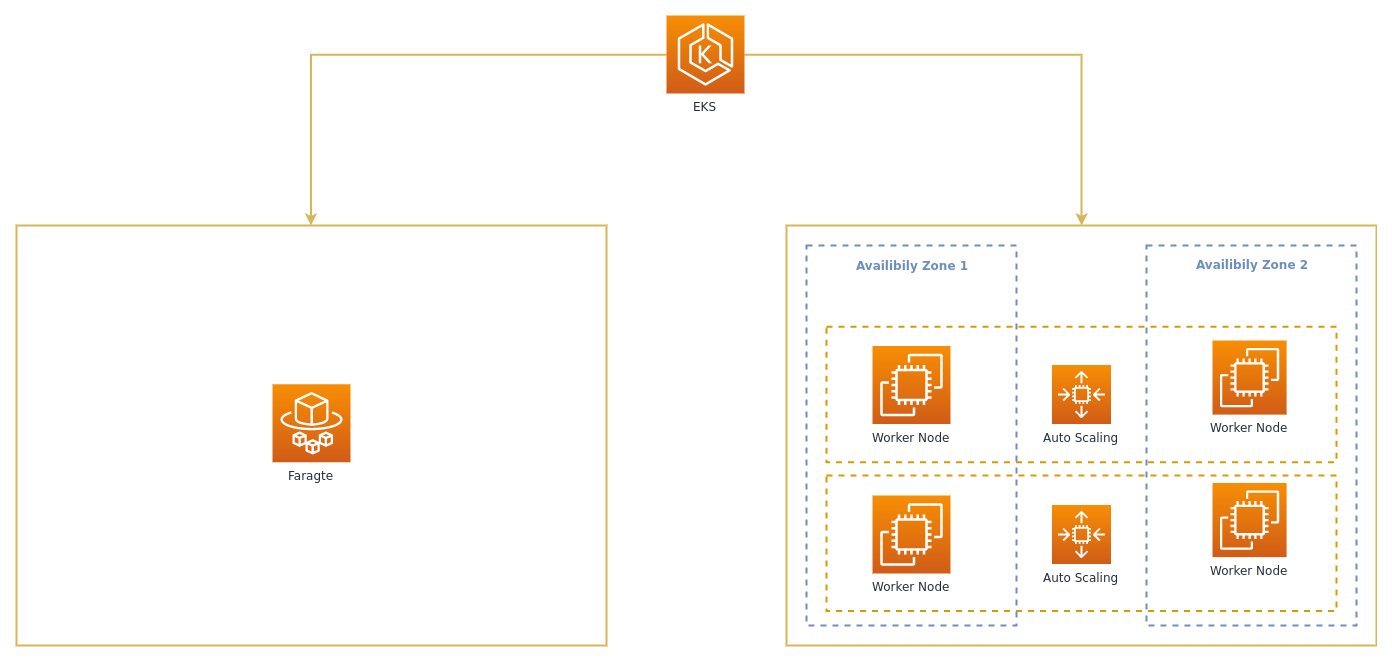 EKS
Faragte
Availibily Zone 1
Availibily Zone 2
Worker Node
Auto Scaling
Worker Node
Worker Node
Auto Scaling
Worker Node